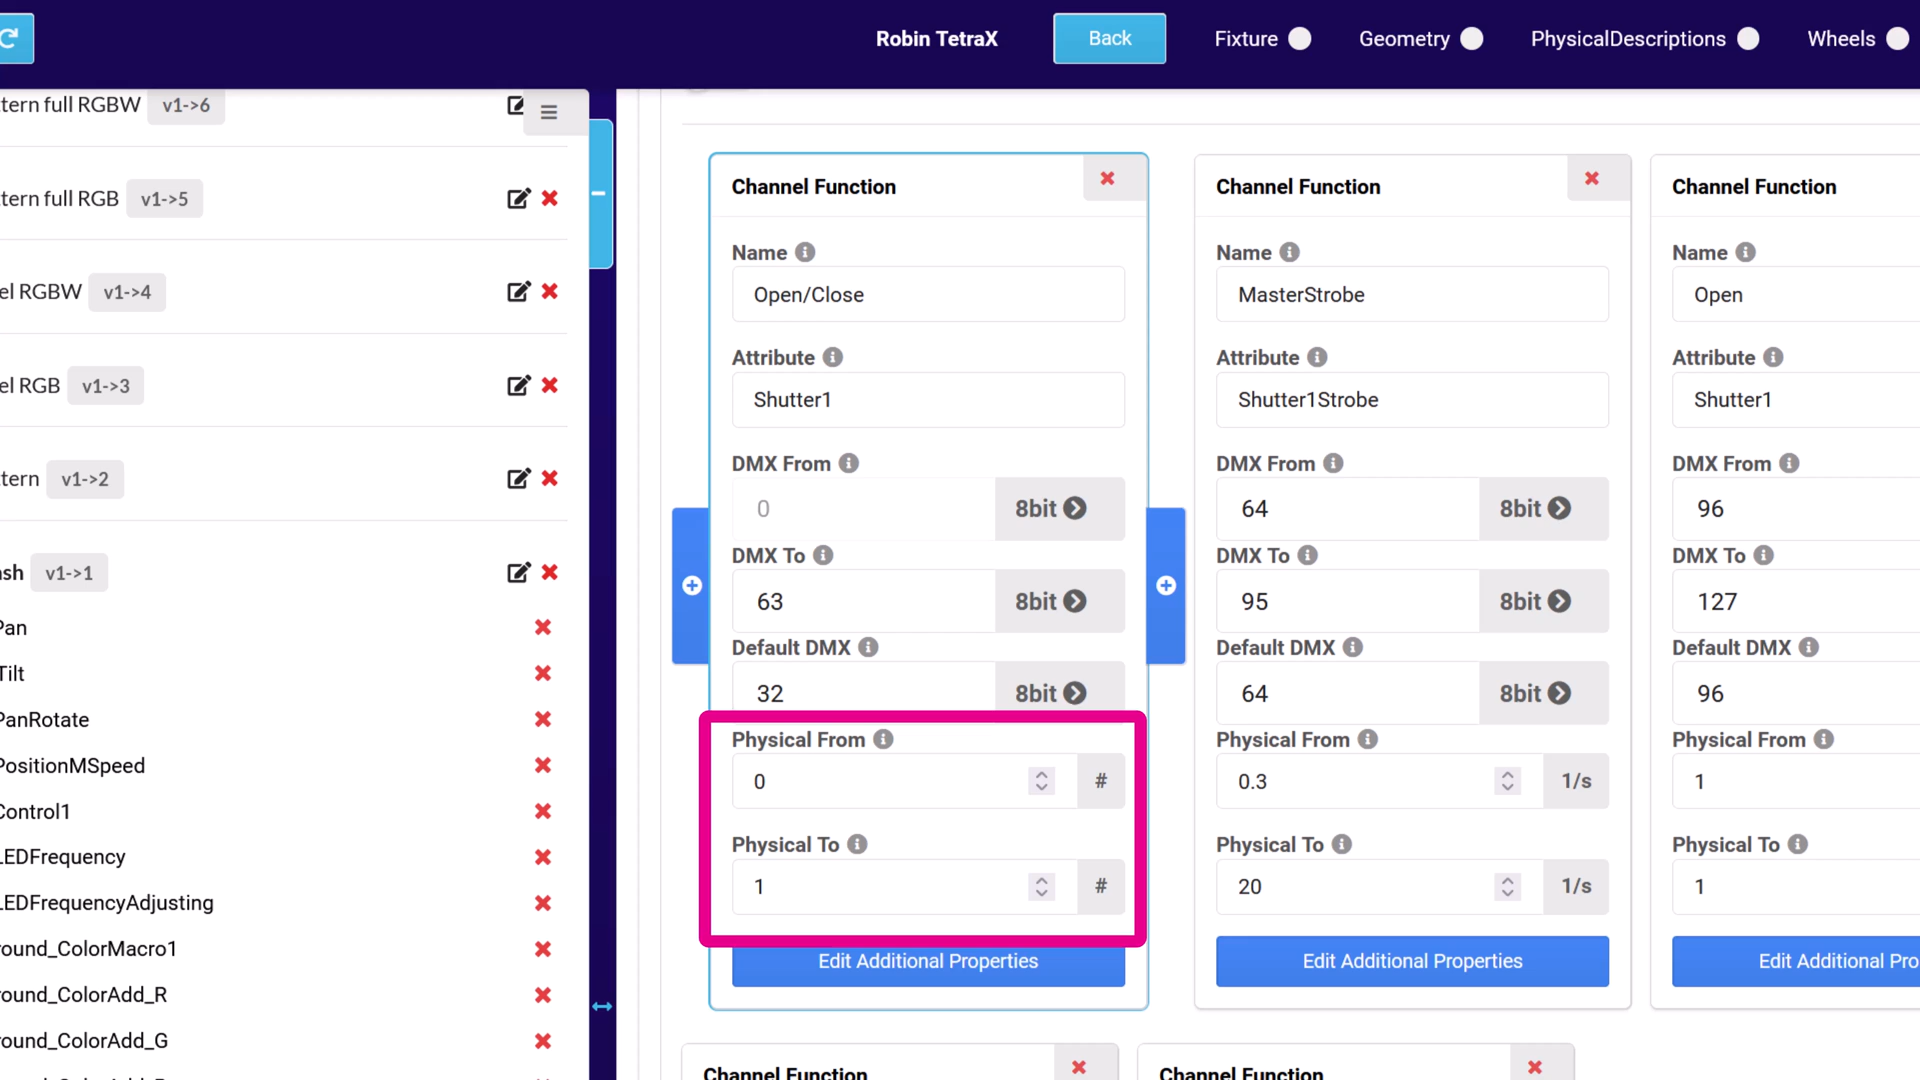 Robin TetraX
Back
Fixture
Geometry
PhysicalDescriptions
Wheels
tern full RGBW v1->6
tern full RGB v1->5
el RGBW v1->4
el RGB v1->3
tern v1->2
ash v1->1
Pan
Tilt
PanRotate
PositionMSpeed
Control1
LEDFrequency
LEDFrequencyAdjusting
round_ColorMacro1
round_ColorAdd_R
round_ColorAdd_G
Channel Function
Name
Open/Close
Attribute
Shutter1
DMX From
0 8bit
DMX To
63 8bit
Default DMX
32 8bit
Physical From
0 #
Physical To
1 #
Edit Additional Properties
Channel Function
Name
MasterStrobe
Attribute
Shutter1Strobe
DMX From
64 8bit
DMX To
95 8bit
Default DMX
64 8bit
Physical From
0.3 1/s
Physical To
20 1/s
Edit Additional Properties
Channel Function
Name
Open
Attribute
Shutter1
DMX From
96
DMX To
127
Default DMX
96
Physical From
1
Physical To
1
Edit Additional Pro
Channel Function
Channel Function